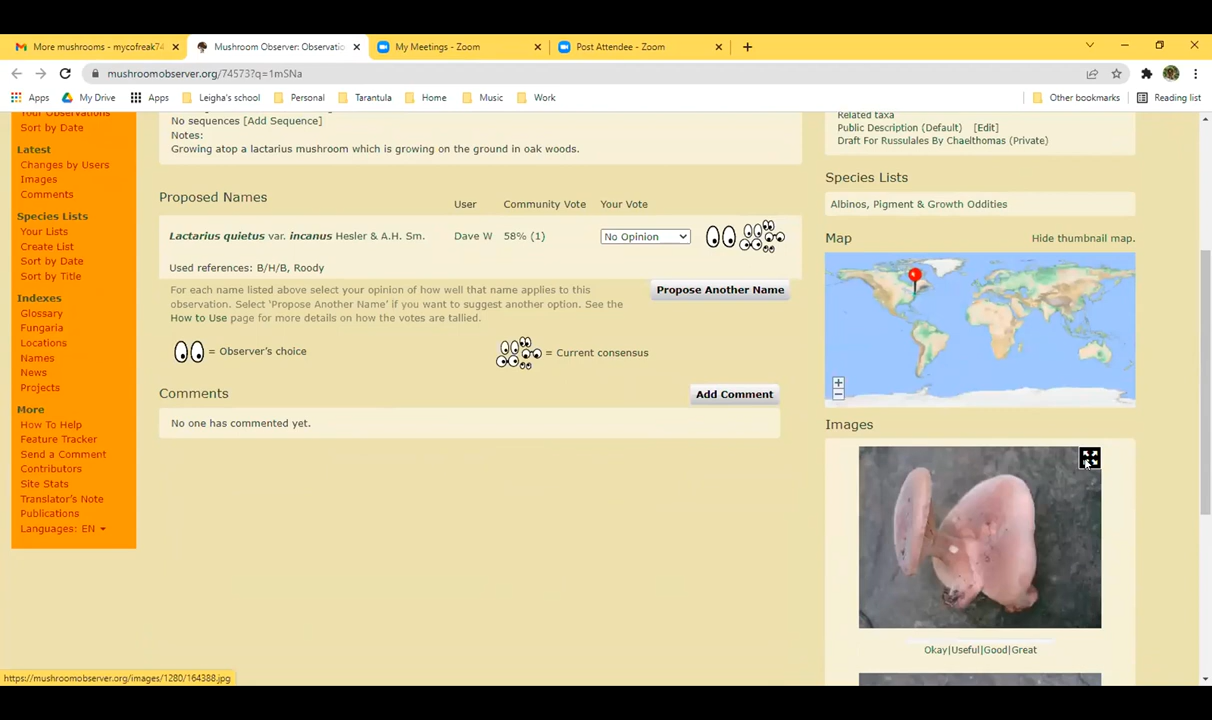 More mushrooms - mycofreak74
Mushroom Observer: Observatio
My Meetings - Zoom
Post Attendee - Zoom
mushroomobserver.org/74573?q=1mSNa
Apps My Drive Apps Leigha's school Personal Tarantula Home Music Work Other bookmarks Reading list
Your Observations
Sort by Date
Latest
Changes by Users
Images
Comments
Species Lists
Your Lists
Create List
Sort by Date
Sort by Title
Indexes
Glossary
Fungaria
Locations
Names
News
Projects
More
How To Help
Feature Tracker
Send a Comment
Contributors
Site Stats
Translator's Note
Publications
Languages: EN
No sequences [Add Sequence]
Notes:
Growing atop a lactarius mushroom which is growing on the ground in oak woods.
Proposed Names
User Community Vote Your Vote
Lactarius quietus var. incanus Hesler & A.H. Sm. Dave W 58% (1) No Opinion
Used references: B/H/B, Roody
For each name listed above select your opinion of how well that name applies to this
observation. Select 'Propose Another Name' if you want to suggest another option. See the
How to Use page for more details on how the votes are tallied.
Propose Another Name
= Observer's choice
= Current consensus
Comments
Add Comment
No one has commented yet.
Related taxa
Public Description (Default) [Edit]
Draft For Russulales By Chaelthomas (Private)
Species Lists
Albinos, Pigment & Growth Oddities
Map
Hide thumbnail map.
Images
Okay|Useful|Good|Great
https://mushroomobserver.org/images/1280/164388.jpg